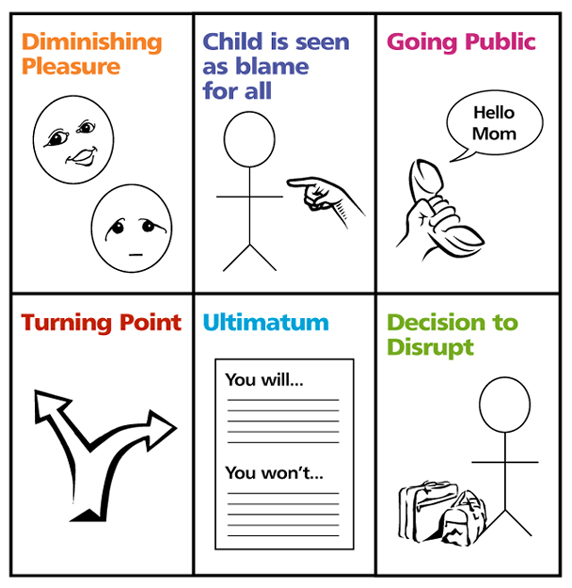 Diminishing
Pleasure
Child is seen
as blame
for all
Going Public
Hello
Mom
Turning Point
Ultimatum
You will...
You won't...
Decision to
Disrupt